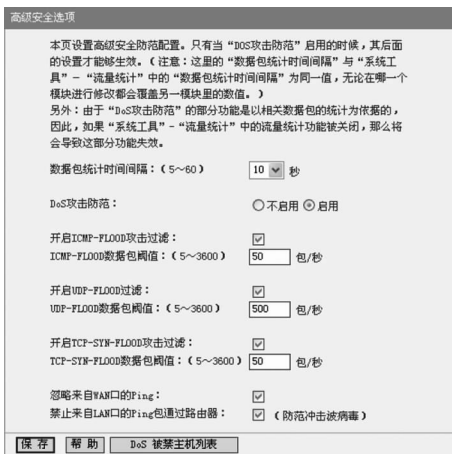 高级安全选项
本页设置高级安全防范配置。只有当“DOS攻击防范”启用的时候，其后面
的设置才能够生效。（注意：这里的“数据包统计时间间隔”与“系统工
具”-“流量统计”中的“数据包统计时间间隔”为同一值，无论在哪一个
模块进行修改都会覆盖另一模块里的数值。）
另外：由于“DoS攻击防范”的部分功能是以相关数据包的统计为依据的，
因此，如果“系统工具”-“流量统计”中的流量统计功能被关闭，那么将
会导致这部分功能失效。
数据包统计时间间隔：（5～60） 10 秒
DoS攻击防范： 不启用 启用
开启ICMP-FLOOD攻击过滤：
ICMP-FLOOD数据包阈值：（5～3600） 50 包/秒
开启UDP-FLOOD过滤：
UDP-FLOOD数据包阈值：（5～3600） 500 包/秒
开启TCP-SYN-FLOOD攻击过滤：
TCP-SYN-FLOOD数据包阈值：（5～3600） 50 包/秒
忽略来自WAN口的Ping：
禁止来自LAN口的Ping包通过路由器： （防范冲击波病毒）
保存 帮助 DoS 被禁主机列表